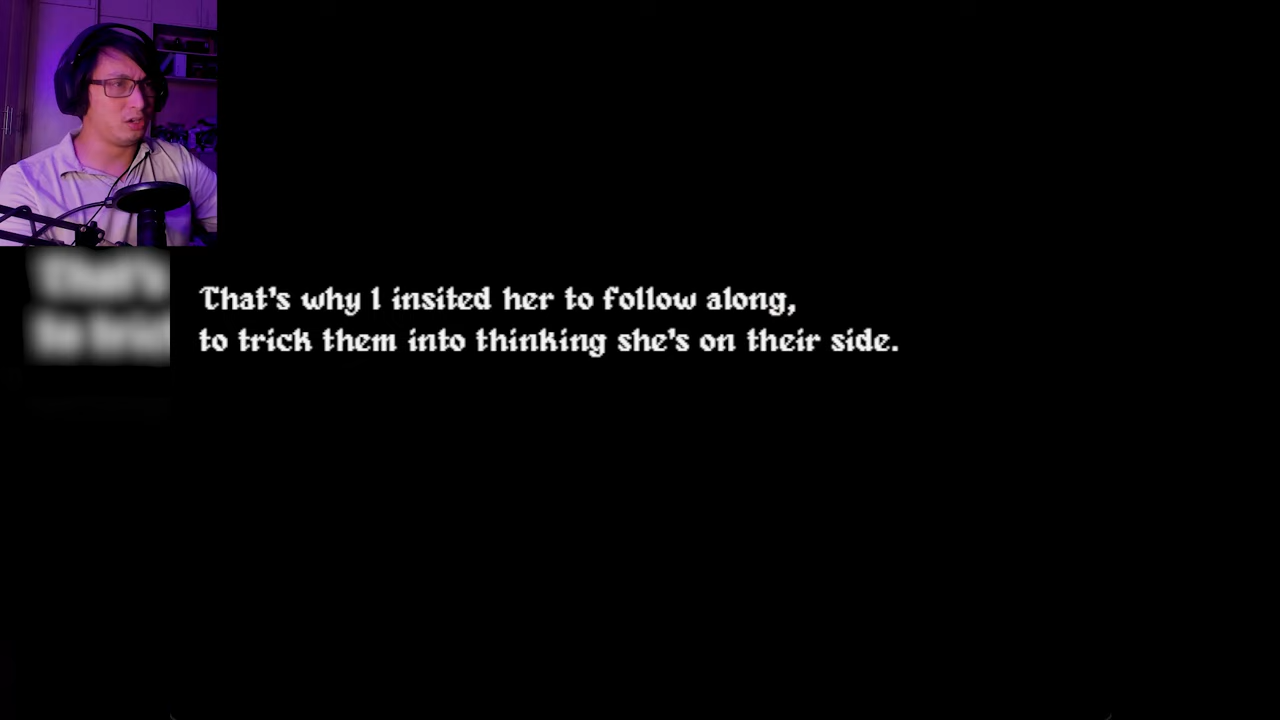 That's why I insited her to follow along,
to trick them into thinking she's on their side.